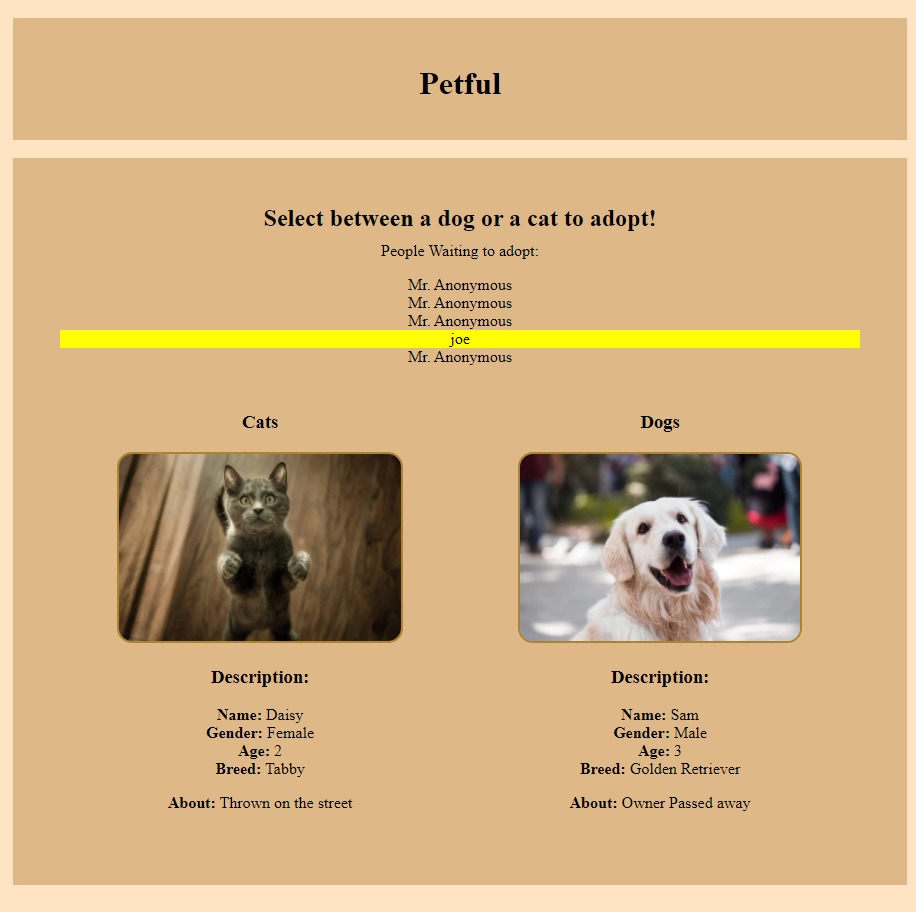 Petful
Select between a dog or a cat to adopt!
People Waiting to adopt:
Mr. Anonymous
Mr. Anonymous
Mr. Anonymous
joe
Mr. Anonymous
Cats
Dogs
Description:
Name: Daisy
Gender: Female
Age: 2
Breed: Tabby
About: Thrown on the street
Description:
Name: Sam
Gender: Male
Age: 3
Breed: Golden Retriever
About: Owner Passed away